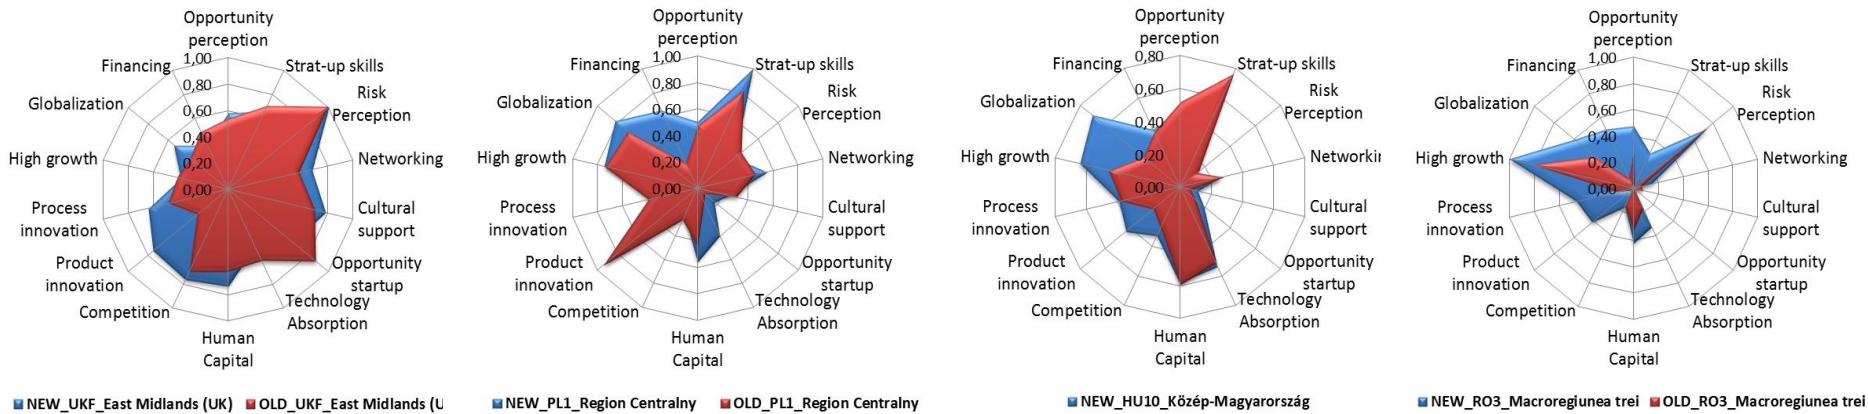 Opportunity
perception
1,00
0,80
0,60
0,40
0,20
0,00
Strat-up skills
Risk
Perception
Networking
Cultural
support
Opportunity
startup
Technology
Absorption
Human
Capital
Competition
Product
innovation
Process
innovation
High growth
Globalization
Financing
NEW_UKF_East Midlands (UK) OLD_UKF_East Midlands (U
Opportunity
perception
1,00
0,80
0,60
0,40
0,20
0,00
Strat-up skills
Risk
Perception
Networking
Cultural
support
Opportunity
startup
Technology
Absorption
Human
Capital
Competition
Product
innovation
Process
innovation
High growth
Globalization
Financing
NEW_PL1_Region Centralny OLD_PL1_Region Centralny
Opportunity
perception
0,80
0,60
0,40
0,20
0,00
Strat-up skills
Risk
Perception
Networki
Cultural
support
Opportunity
startup
Technology
Absorption
Human
Capital
Competition
Product
innovation
Process
innovation
High growth
Globalization
Financing
NEW_HU10_Közép-Magyarország
Opportunity
perception
1,00
0,80
0,60
0,40
0,20
0,00
Strat-up skills
Risk
Perception
Networking
Cultural
support
Opportunity
startup
Technology
Absorption
Human
Capital
Competition
Product
innovation
Process
innovation
High growth
Globalization
Financing
NEW_RO3_Macroregiunea trei OLD_RO3_Macroregiunea trei